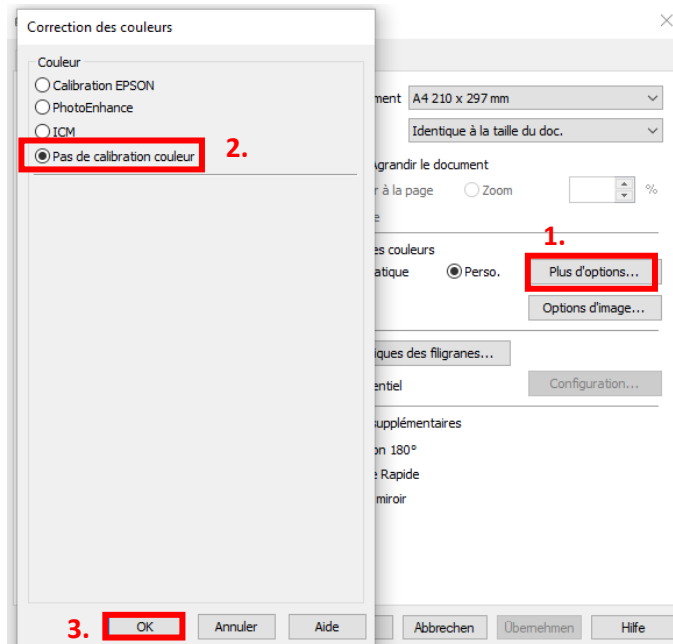 Correction des couleurs
Couleur
Calibration EPSON
PhotoEnhance
ICM
Pas de calibration couleur
2.
3.
OK
Annuler
Aide
ment
A4 210 x 297 mm
Identique à la taille du doc.
Agrandir le document
r à la page
Zoom
%
e
es couleurs
1.
atique
Perso.
Plus d'options...
Options d'image...
iques des filigranes...
entiel
Configuration...
supplémentaires
on 180°
e Rapide
miroir
Abbrechen
Übernehmen
Hilfe